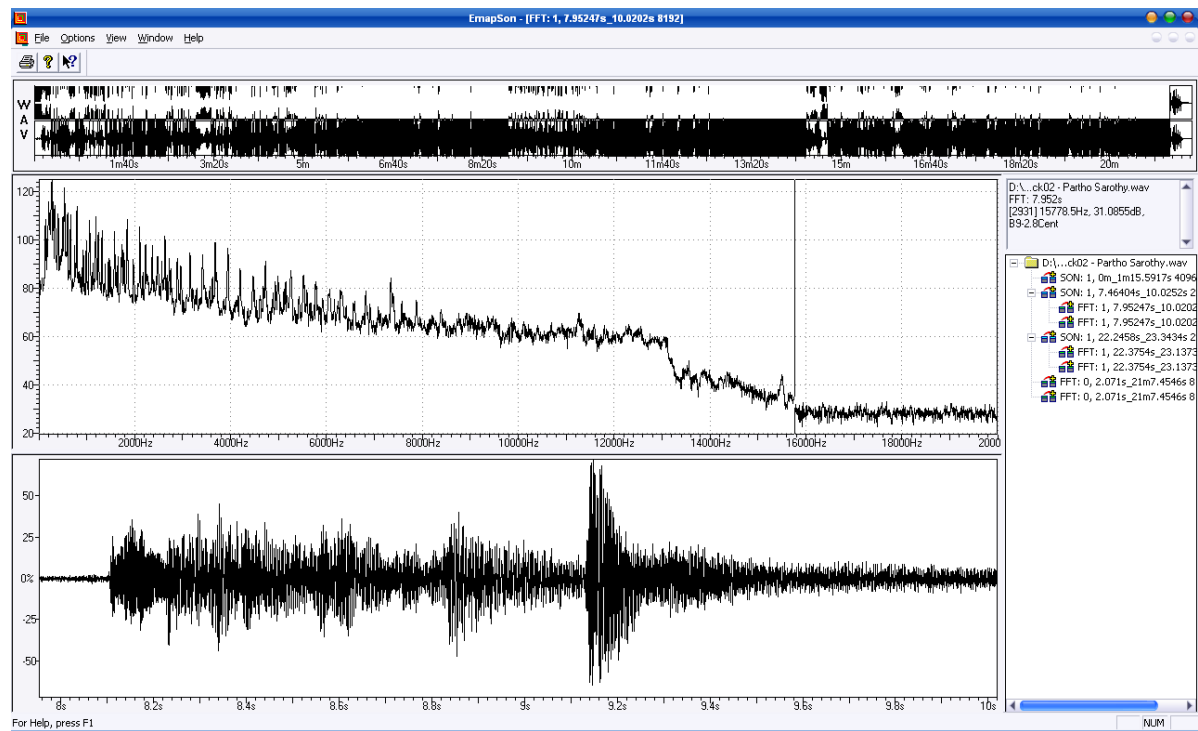 EmapSon - [FFT: 1, 7.95247s_10.0202s 8192]
File Options View Window Help
W
A
V
1m40s 3m20s 5m 6m40s 8m20s 10m 11m40s 13m20s 15m 16m40s 18m20s 20m
120
100
80
60
40
20
2000Hz 4000Hz 6000Hz 8000Hz 10000Hz 12000Hz 14000Hz 16000Hz 18000Hz 2000
D:\...ck02 - Partho Sarothy.wav
FFT: 7.952s
[2931] 15778.5Hz, 31.0855dB,
B9-2.8Cent
D:\...ck02 - Partho Sarothy.wav
SON: 1, 0m_1m15.5917s 4096
SON: 1, 7.46404s_10.0252s 2
FFT: 1, 7.95247s_10.0202
FFT: 1, 7.95247s_10.0202
SON: 1, 22.2458s_23.3434s 2
FFT: 1, 22.3754s_23.1373
FFT: 1, 22.3754s_23.1373
FFT: 0, 2.071s_21m7.4546s 8
FFT: 0, 2.071s_21m7.4546s 8
50
25
0%
-25
-50
8s 8.2s 8.4s 8.6s 8.8s 9s 9.2s 9.4s 9.6s 9.8s 10s
For Help, press F1
NUM